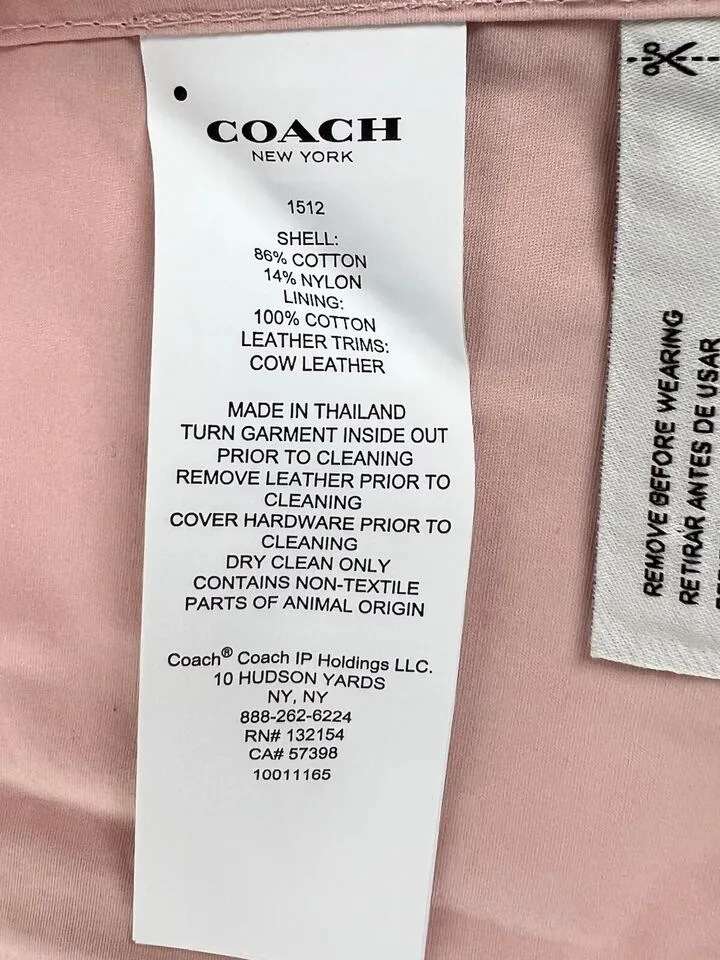 COACH
NEW YORK
1512
SHELL:
86% COTTON
14% NYLON
LINING:
100% COTTON
LEATHER TRIMS:
COW LEATHER
MADE IN THAILAND
TURN GARMENT INSIDE OUT
PRIOR TO CLEANING
REMOVE LEATHER PRIOR TO
CLEANING
COVER HARDWARE PRIOR TO
CLEANING
DRY CLEAN ONLY
CONTAINS NON-TEXTILE
PARTS OF ANIMAL ORIGIN
Coach® Coach IP Holdings LLC.
10 HUDSON YARDS
NY, NY
888-262-6224
RN# 132154
CA# 57398
10011165
REMOVE BEFORE WEARING
RETIRAR ANTES DE USAR